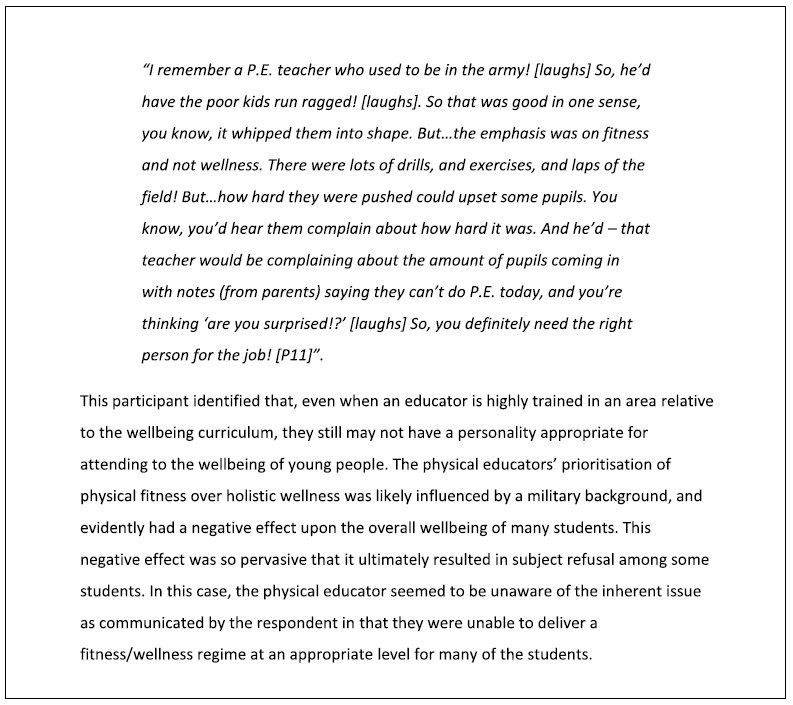 “I remember a P.E. teacher who used to be in the army! [laughs] So, he’d
have the poor kids run ragged! [laughs]. So that was good in one sense,
you know, it whipped them into shape. But…the emphasis was on fitness
and not wellness. There were lots of drills, and exercises, and laps of the
field! But…how hard they were pushed could upset some pupils. You
know, you’d hear them complain about how hard it was. And he’d – that
teacher would be complaining about the amount of pupils coming in
with notes (from parents) saying they can’t do P.E. today, and you’re
thinking ‘are you surprised!?’ [laughs] So, you definitely need the right
person for the job! [P11]”.
This participant identified that, even when an educator is highly trained in an area relative
to the wellbeing curriculum, they still may not have a personality appropriate for
attending to the wellbeing of young people. The physical educators’ prioritisation of
physical fitness over holistic wellness was likely influenced by a military background, and
evidently had a negative effect upon the overall wellbeing of many students. This
negative effect was so pervasive that it ultimately resulted in subject refusal among some
students. In this case, the physical educator seemed to be unaware of the inherent issue
as communicated by the respondent in that they were unable to deliver a
fitness/wellness regime at an appropriate level for many of the students.